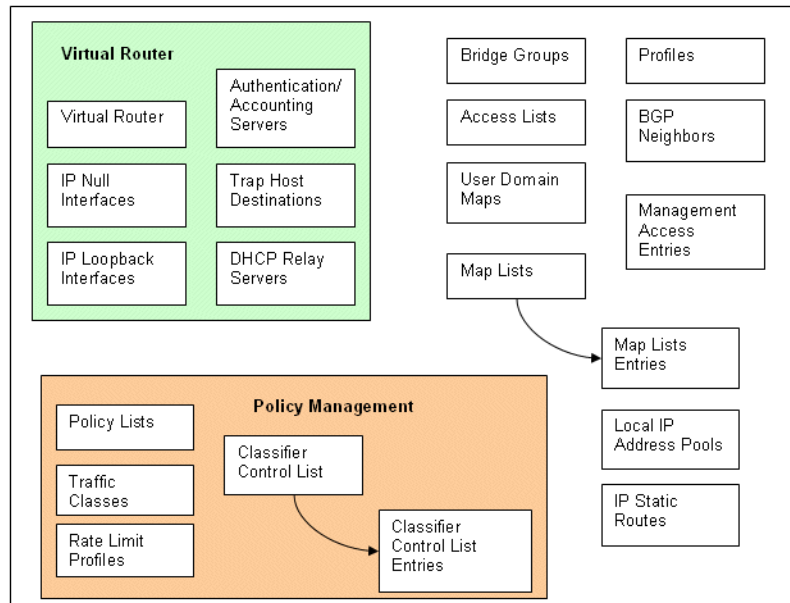 Virtual Router
Virtual Router
IP Null
Interfaces
IP Loopback
Interfaces
Authentication/
Accounting
Servers
Trap Host
Destinations
DHCP Relay
Servers
Bridge Groups
Access Lists
User Domain
Maps
Map Lists
Profiles
BGP
Neighbors
Management
Access
Entries
Map Lists
Entries
Local IP
Address Pools
IP Static
Routes
Policy Management
Policy Lists
Traffic
Classes
Rate Limit
Profiles
Classifier
Control List
Classifier
Control List
Entries